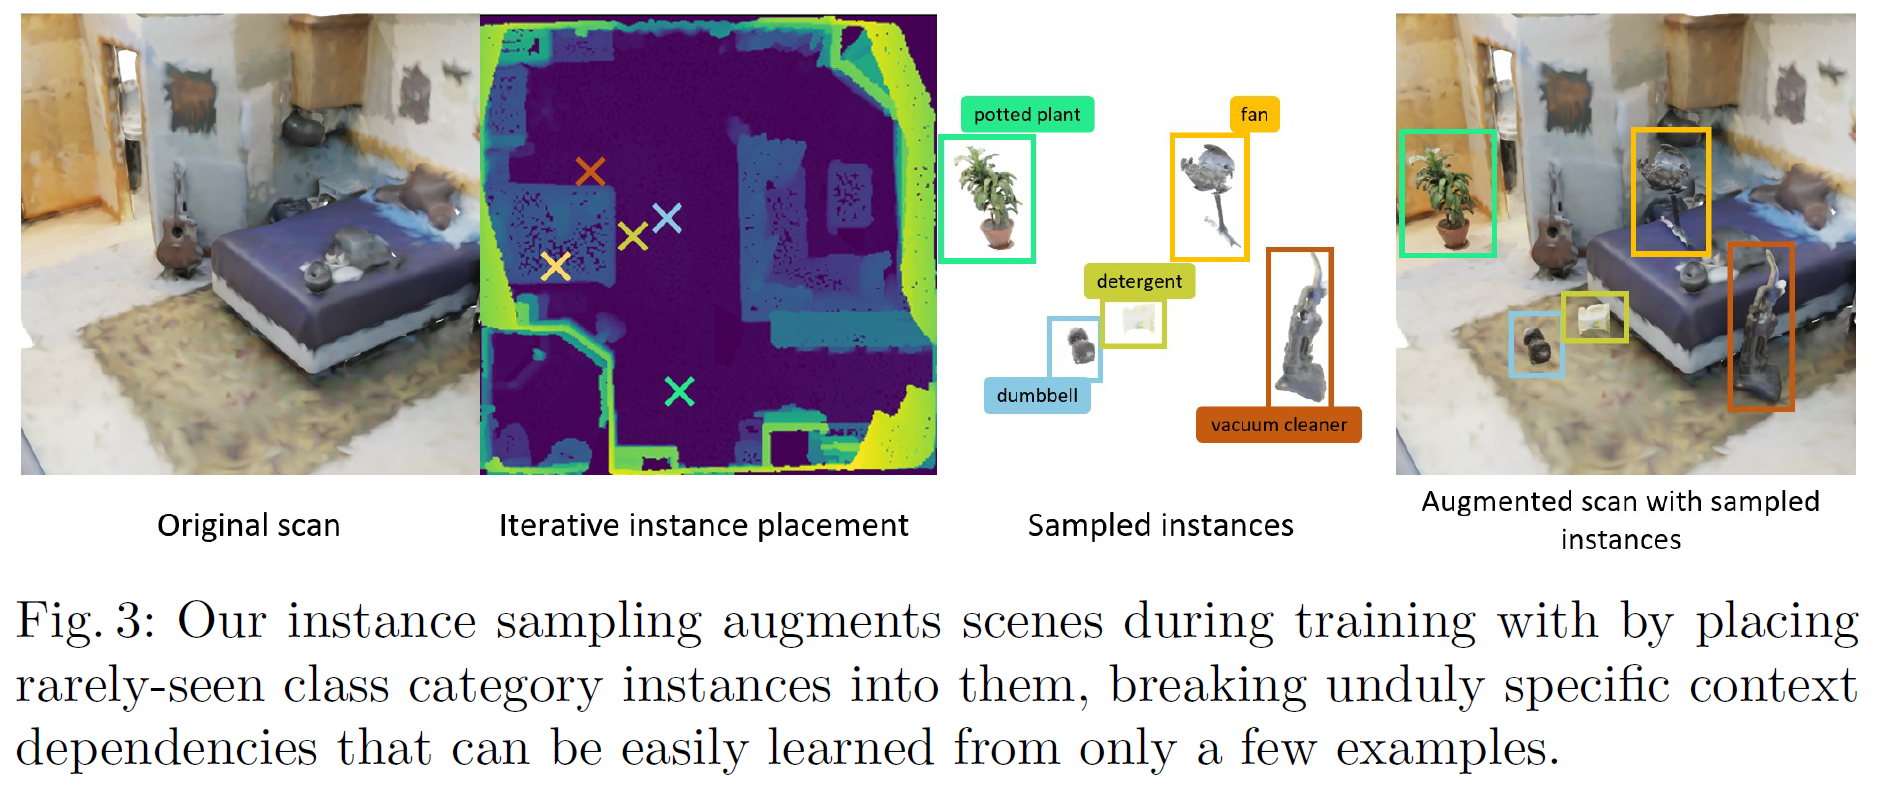 potted plant
fan
detergent
dumbbell
vacuum cleaner
Original scan
Iterative instance placement
Sampled instances
Augmented scan with sampled
instances
Fig. 3: Our instance sampling augments scenes during training with by placing
rarely-seen class category instances into them, breaking unduly specific context
dependencies that can be easily learned from only a few examples.